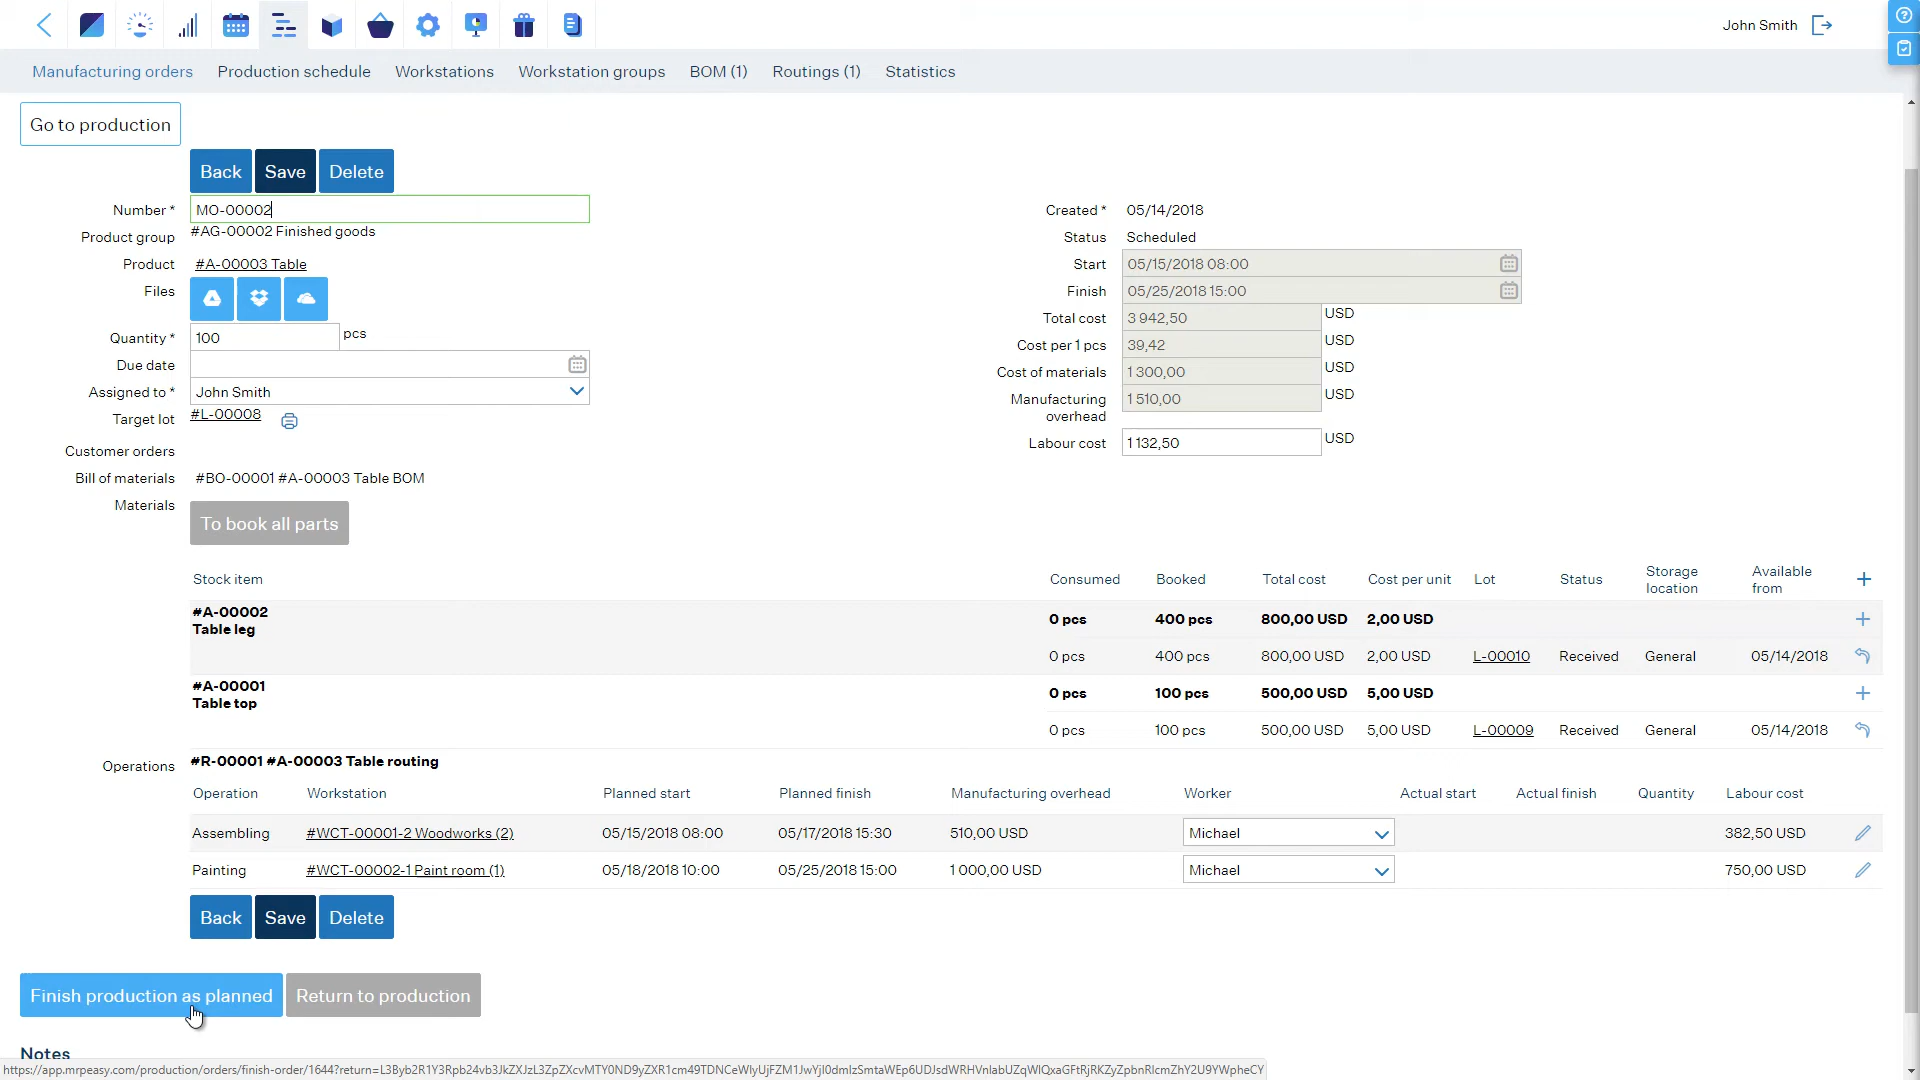 John Smith
Manufacturing orders Production schedule Workstations Workstation groups BOM (1) Routings (1) Statistics
Go to production
Back Save Delete
Number * MO-00002
Product group #AG-00002 Finished goods
Product #A-00003 Table
Files
Quantity * 100 pcs
Due date
Assigned to * John Smith
Target lot #L-00008
Customer orders
Bill of materials #BO-00001 #A-00003 Table BOM
Materials
To book all parts
Created * 05/14/2018
Status Scheduled
Start 05/15/2018 08:00
Finish 05/25/2018 15:00
Total cost 3 942,50 USD
Cost per 1 pcs 39,42 USD
Cost of materials 1 300,00 USD
Manufacturing
overhead 1 510,00 USD
Labour cost 1 132,50 USD
Stock item Consumed Booked Total cost Cost per unit Lot Status Storage location Available from
#A-00002
Table leg
0 pcs 400 pcs 800,00 USD 2,00 USD
0 pcs 400 pcs 800,00 USD 2,00 USD L-00010 Received General 05/14/2018
#A-00001
Table top
0 pcs 100 pcs 500,00 USD 5,00 USD
0 pcs 100 pcs 500,00 USD 5,00 USD L-00009 Received General 05/14/2018
Operations #R-00001 #A-00003 Table routing
Operation Workstation Planned start Planned finish Manufacturing overhead Worker Actual start Actual finish Quantity Labour cost
Assembling #WCT-00001-2 Woodworks (2) 05/15/2018 08:00 05/17/2018 15:30 510,00 USD Michael 382,50 USD
Painting #WCT-00002-1 Paint room (1) 05/18/2018 10:00 05/25/2018 15:00 1 000,00 USD Michael 750,00 USD
Back Save Delete
Finish production as planned Return to production
Notes